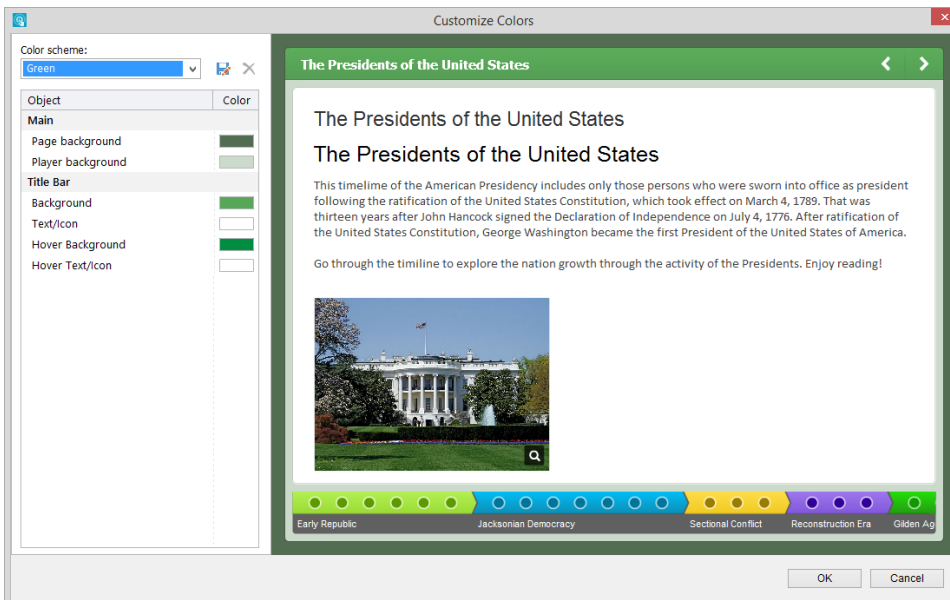 Customize Colors
Color scheme:
Green
Object Color
Main
Page background
Player background
Title Bar
Background
Text/Icon
Hover Background
Hover Text/Icon
The Presidents of the United States
The Presidents of the United States
The Presidents of the United States
This timelime of the American Presidency includes only those persons who were sworn into office as president
following the ratification of the United States Constitution, which took effect on March 4, 1789. That was
thirteen years after John Hancock signed the Declaration of Independence on July 4, 1776. After ratification of
the United States Constitution, George Washington became the first President of the United States of America.
Go through the timiline to explore the nation growth through the activity of the Presidents. Enjoy reading!
Early Republic
Jacksonian Democracy
Sectional Conflict
Reconstruction Era
Gilden Ag
OK
Cancel